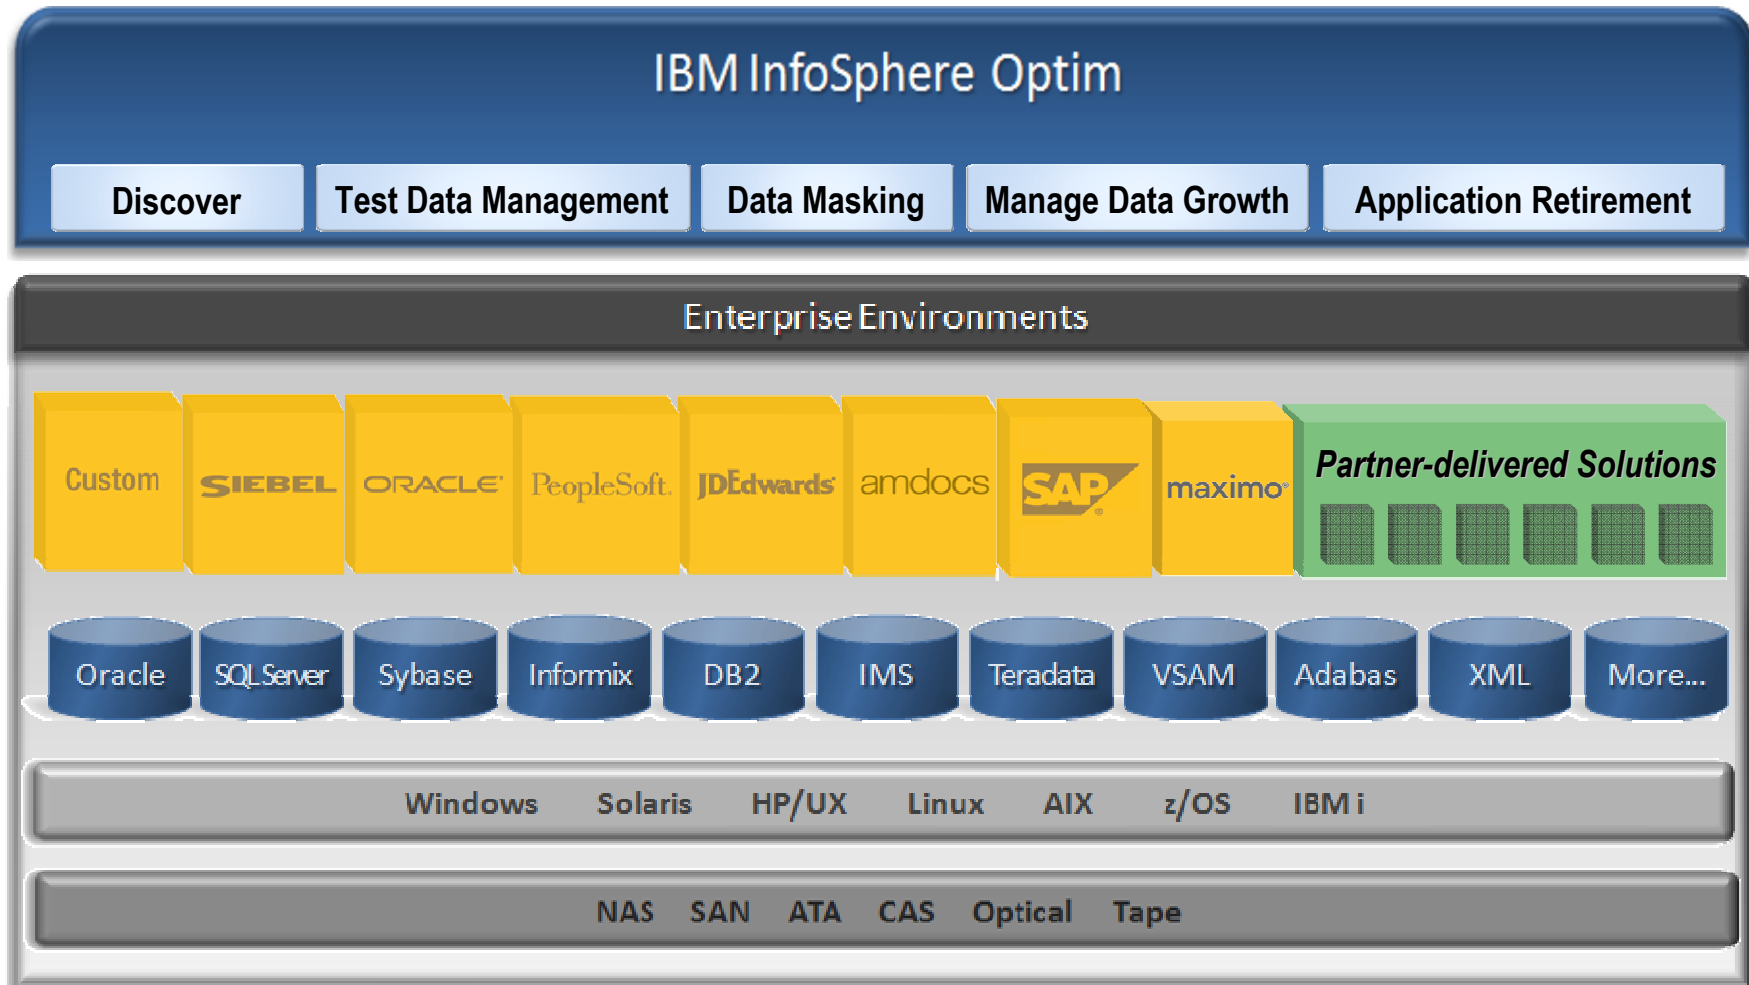 IBM InfoSphere Optim
Discover Test Data Management Data Masking Manage Data Growth Application Retirement
Enterprise Environments
Custom SIEBEL ORACLE® PeopleSoft. JDEdwards® amdocs SAP® maximo® Partner-delivered Solutions
Oracle SQL Server Sybase Informix DB2 IMS Teradata VSAM Adabas XML More...
Windows Solaris HP/UX Linux AIX z/OS IBM i
NAS SAN ATA CAS Optical Tape